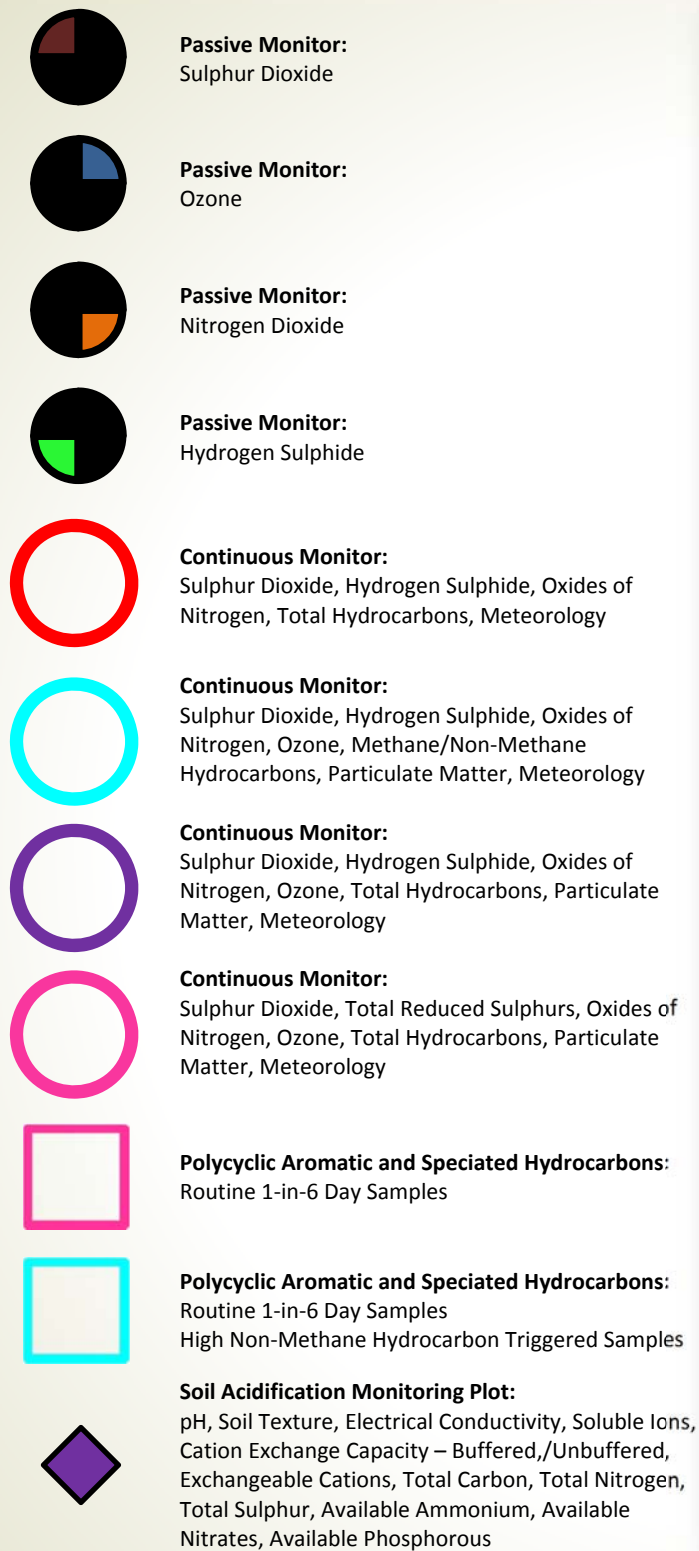 Passive Monitor:
Sulphur Dioxide
Passive Monitor:
Ozone
Passive Monitor:
Nitrogen Dioxide
Passive Monitor:
Hydrogen Sulphide
Continuous Monitor:
Sulphur Dioxide, Hydrogen Sulphide, Oxides of
Nitrogen, Total Hydrocarbons, Meteorology
Continuous Monitor:
Sulphur Dioxide, Hydrogen Sulphide, Oxides of
Nitrogen, Ozone, Methane/Non-Methane
Hydrocarbons, Particulate Matter, Meteorology
Continuous Monitor:
Sulphur Dioxide, Hydrogen Sulphide, Oxides of
Nitrogen, Ozone, Total Hydrocarbons, Particulate
Matter, Meteorology
Continuous Monitor:
Sulphur Dioxide, Total Reduced Sulphurs, Oxides of
Nitrogen, Ozone, Total Hydrocarbons, Particulate
Matter, Meteorology
Polycyclic Aromatic and Speciated Hydrocarbons:
Routine 1-in-6 Day Samples
Polycyclic Aromatic and Speciated Hydrocarbons:
Routine 1-in-6 Day Samples
High Non-Methane Hydrocarbon Triggered Samples
Soil Acidification Monitoring Plot:
pH, Soil Texture, Electrical Conductivity, Soluble Ions,
Cation Exchange Capacity – Buffered,/Unbuffered,
Exchangeable Cations, Total Carbon, Total Nitrogen,
Total Sulphur, Available Ammonium, Available
Nitrates, Available Phosphorous